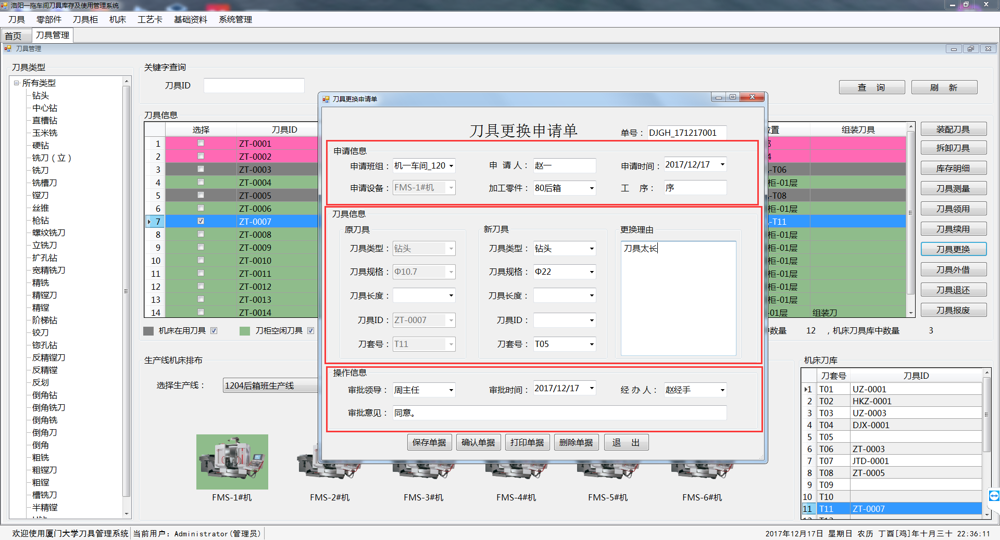 洛阳一拖车间刀具库存及使用管理系统
刀具 零部件 刀具柜 机床 工艺卡 基础资料 系统管理
首页 刀具管理
刀具管理
刀具类型
所有类型
钻头
中心钻
直槽钻
玉米铣
硬钻
铣刀（立）
铣刀
铣槽刀
镗刀
丝锥
枪钻
螺纹铣刀
立铣刀
扩孔钻
宽精铣刀
精铣
精镗刀
精镗
阶梯钻
铰刀
锪孔钻
反精镗刀
反精镗
反划
倒角钻
倒角铣刀
倒角铣
倒角刀
倒角
粗铣
粗镗刀
粗镗
槽铣刀
半精镗
关键字查询
刀具ID
查 询 刷 新
刀具信息
选择 刀具ID
1 ZT-0001
2 ZT-0002
3 ZT-0003
4 ZT-0004
5 ZT-0005
6 ZT-0006
7 ZT-0007
8 ZT-0008
9 ZT-0009
10 ZT-0010
11 ZT-0011
12 ZT-0012
13 ZT-0013
14 ZT-0014
机床在用刀具 刀柜空闲刀具
位置 组装刀具
-T06
柜-01层
-T08
柜-01层
-T11
柜-01层
柜-01层
柜-01层
柜-01层
柜-01层
柜-01层
-01层 组装刀
数量 12 ，机床刀具库中数量 3
装配刀具
拆卸刀具
库存明细
刀具测量
刀具领用
刀具续用
刀具更换
刀具外借
刀具退还
刀具报废
刀具更换申请单
刀具更换申请单
单号： DJGH_171217001
申请信息
申请班组： 机一车间_120 申 请 人： 赵一 申请时间： 2017/12/17
申请设备： FMS-1#机 加工零件： 80后箱 工 序： 序
刀具信息
原刀具
刀具类型： 钻头
刀具规格： Φ10.7
刀具长度：
刀具ID： ZT-0007
刀套号： T11
新刀具
刀具类型： 钻头
刀具规格： Φ22
刀具长度：
刀具ID：
刀套号： T05
更换理由
刀具太长
操作信息
审批领导： 周主任 审批时间： 2017/12/17 经 办 人： 赵经手
审批意见： 同意。
保存单据 确认单据 打印单据 删除单据 退 出
生产线机床排布
选择生产线： 1204后箱班生产线
FMS-1#机 FMS-2#机 FMS-3#机 FMS-4#机 FMS-5#机 FMS-6#机
机床刀库
刀套号 刀具ID
1 T01 UZ-0001
2 T02 HKZ-0001
3 T03 UZ-0003
4 T04 DJX-0001
5 T05
6 T06 ZT-0003
7 T07 JTD-0001
8 T08 ZT-0005
9 T09
10 T10
11 T11 ZT-0007
欢迎使用厦门大学刀具管理系统 当前用户：Administrator(管理员)
2017年12月17日 星期日 农历 丁酉[鸡]年十月三十 22:36:11